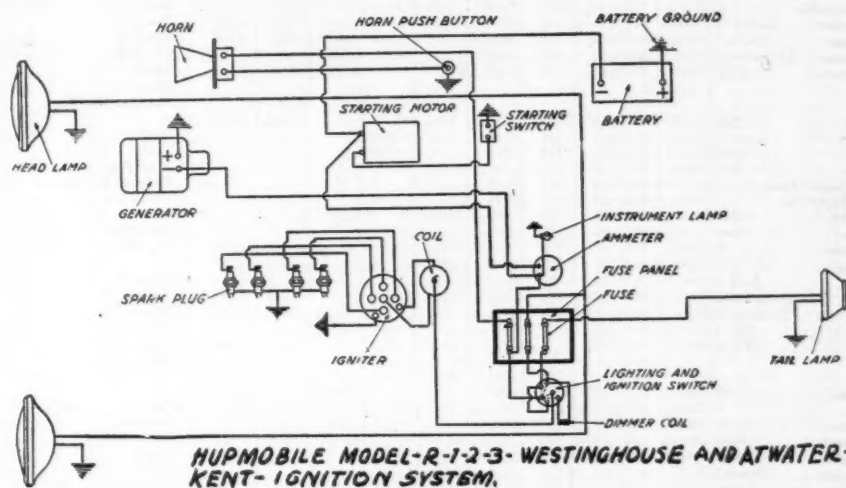 HORN
HORN PUSH BUTTON
BATTERY GROUND
STARTING MOTOR
STARTING SWITCH
− +
BATTERY
HEAD LAMP
+
−
GENERATOR
INSTRUMENT LAMP
COIL
AMMETER
FUSE PANEL
SPARK PLUG
FUSE
IGNITER
TAIL LAMP
LIGHTING AND
IGNITION SWITCH
DIMMER COIL
HUPMOBILE MODEL-R-1-2-3- WESTINGHOUSE AND ATWATER-
KENT- IGNITION SYSTEM.